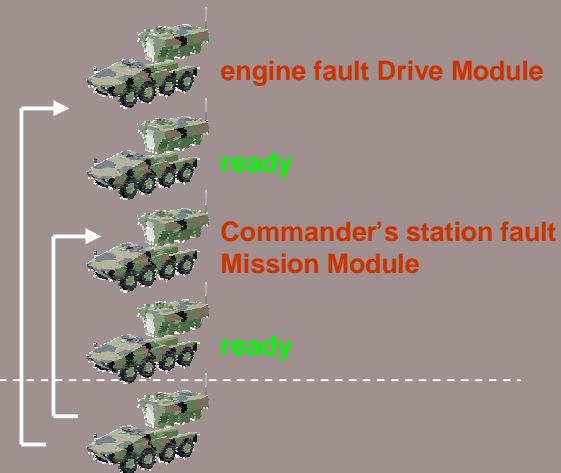 engine fault Drive Module
ready
Commander's station fault
Mission Module
ready